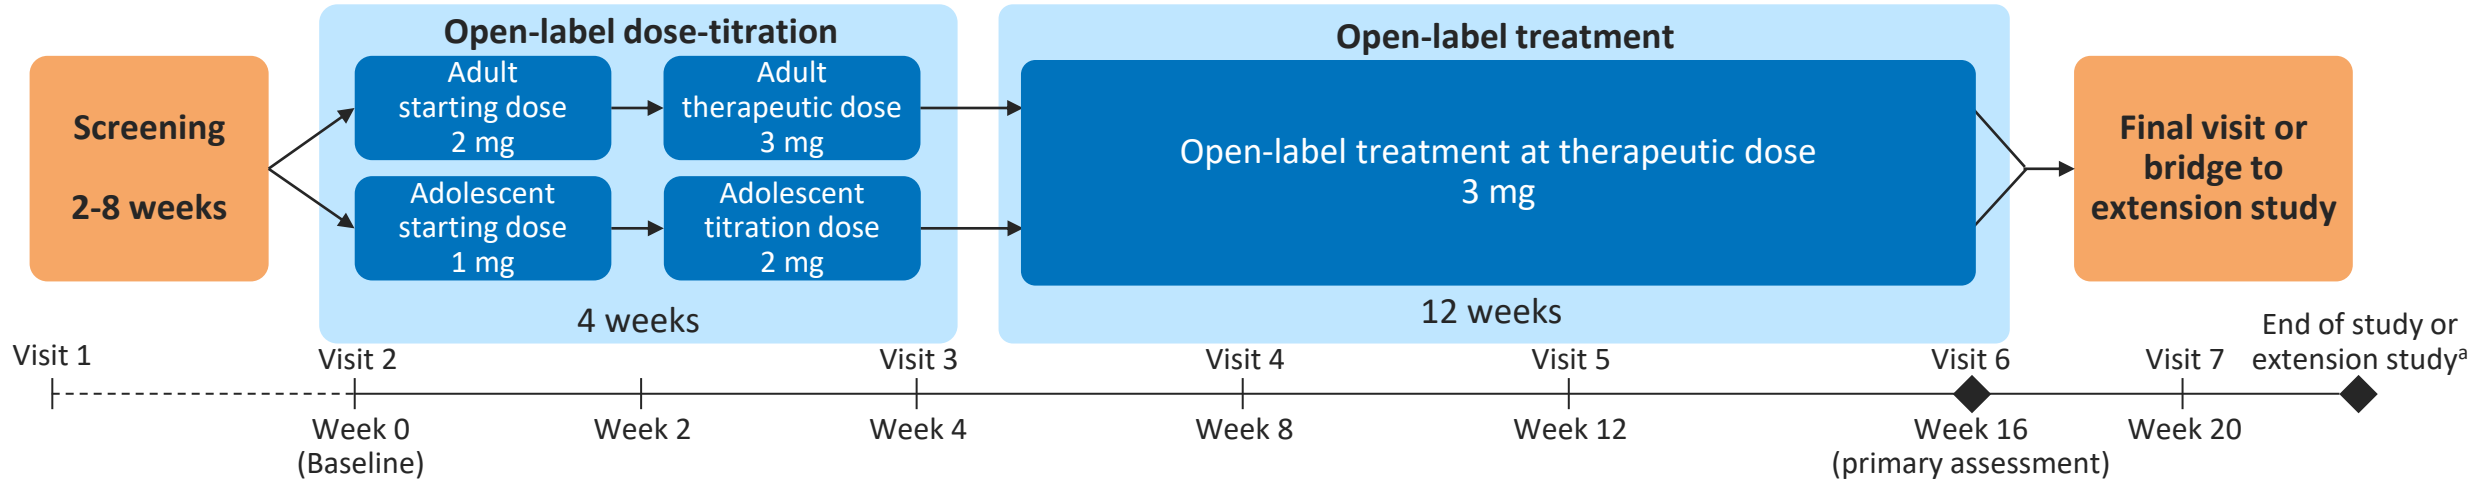 Open-label dose-titration
Open-label treatment
Screening
2-8 weeks
Adult
starting dose
2 mg
Adult
therapeutic dose
3 mg
Adolescent
starting dose
1 mg
Adolescent
titration dose
2 mg
4 weeks
Open-label treatment at therapeutic dose
3 mg
12 weeks
Final visit or
bridge to
extension study
Visit 1
Visit 2
Visit 3
Visit 4
Visit 5
Visit 6
Visit 7
End of study or
extension studyᵃ
Week 0
(Baseline)
Week 2
Week 4
Week 8
Week 12
Week 16
(primary assessment)
Week 20